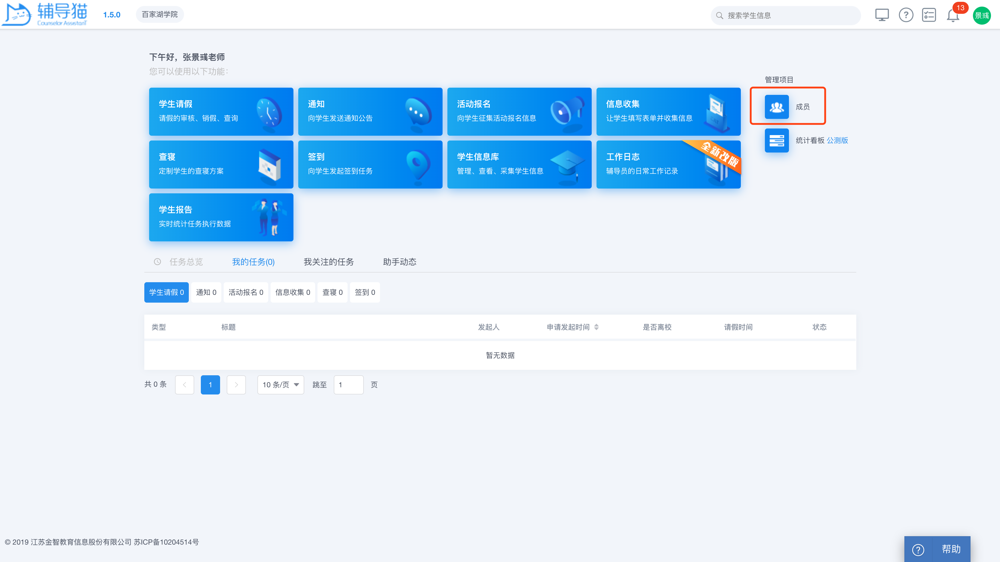 辅导猫
Counselor AssistanT
1.5.0
百家湖学院
搜索学生信息
13
景彧
下午好，张景彧老师
您可以使用以下功能：
管理项目
学生请假
请假的审核、销假、查询
通知
向学生发送通知公告
活动报名
向学生征集活动报名信息
信息收集
让学生填写表单并收集信息
CAT
成员
统计看板 公测版
查寝
定制学生的查寝方案
签到
向学生发起签到任务
学生信息库
管理、查看、采集学生信息
工作日志
辅导员的日常工作记录
全新改版
学生报告
实时统计任务执行数据
任务总览 我的任务(0) 我关注的任务 助手动态
学生请假 0 通知 0 活动报名 0 信息收集 0 查寝 0 签到 0
类型 标题 发起人 申请发起时间 是否离校 请假时间 状态
暂无数据
共 0 条 1 10 条/页 跳至 1 页
© 2019 江苏金智教育信息股份有限公司 苏ICP备10204514号
帮助